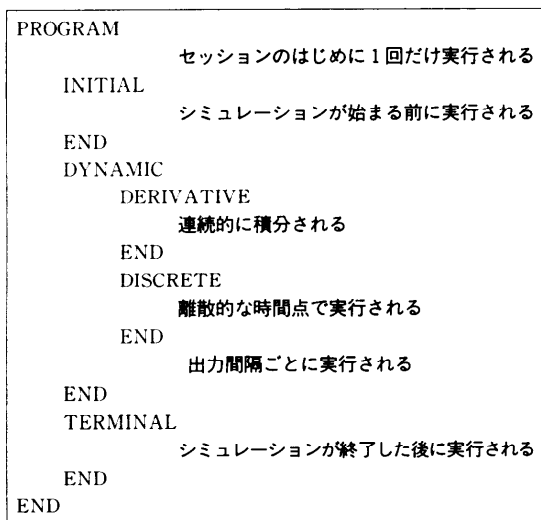 PROGRAM
セッションのはじめに1回だけ実行される
INITIAL
シミュレーションが始まる前に実行される
END
DYNAMIC
DERIVATIVE
連続的に積分される
END
DISCRETE
離散的な時間点で実行される
END
出力間隔ごとに実行される
END
TERMINAL
シミュレーションが終了した後に実行される
END
END